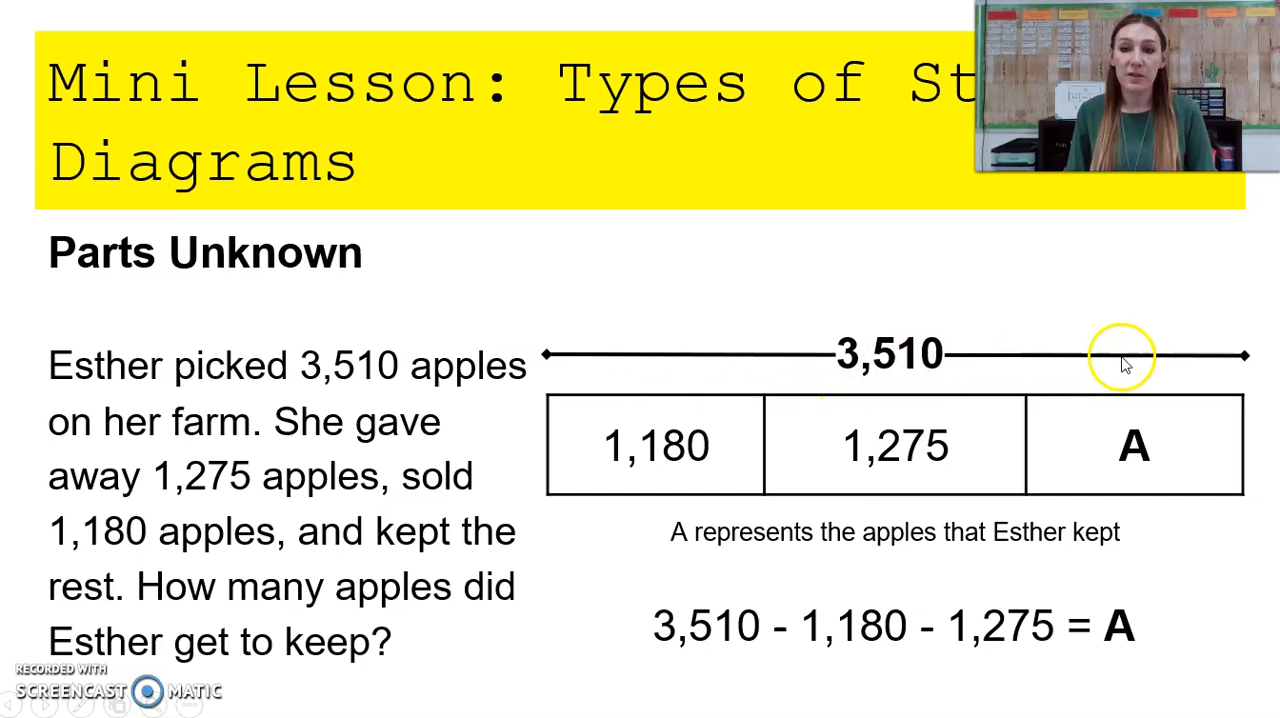 Mini Lesson: Types of St
Diagrams
Parts Unknown
Esther picked 3,510 apples
on her farm. She gave
away 1,275 apples, sold
1,180 apples, and kept the
rest. How many apples did
Esther get to keep?
3,510
1,180 1,275 A
A represents the apples that Esther kept
3,510 - 1,180 - 1,275 = A
RECORDED WITH
SCREENCAST MATIC